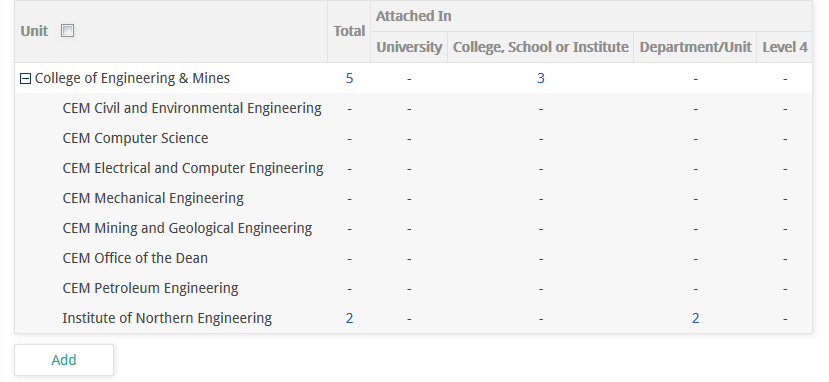 Unit Total Attached In
University College, School or Institute Department/Unit Level 4
College of Engineering & Mines 5 - 3 - -
CEM Civil and Environmental Engineering - - - - -
CEM Computer Science - - - - -
CEM Electrical and Computer Engineering - - - - -
CEM Mechanical Engineering - - - - -
CEM Mining and Geological Engineering - - - - -
CEM Office of the Dean - - - - -
CEM Petroleum Engineering - - - - -
Institute of Northern Engineering 2 - - 2 -
Add